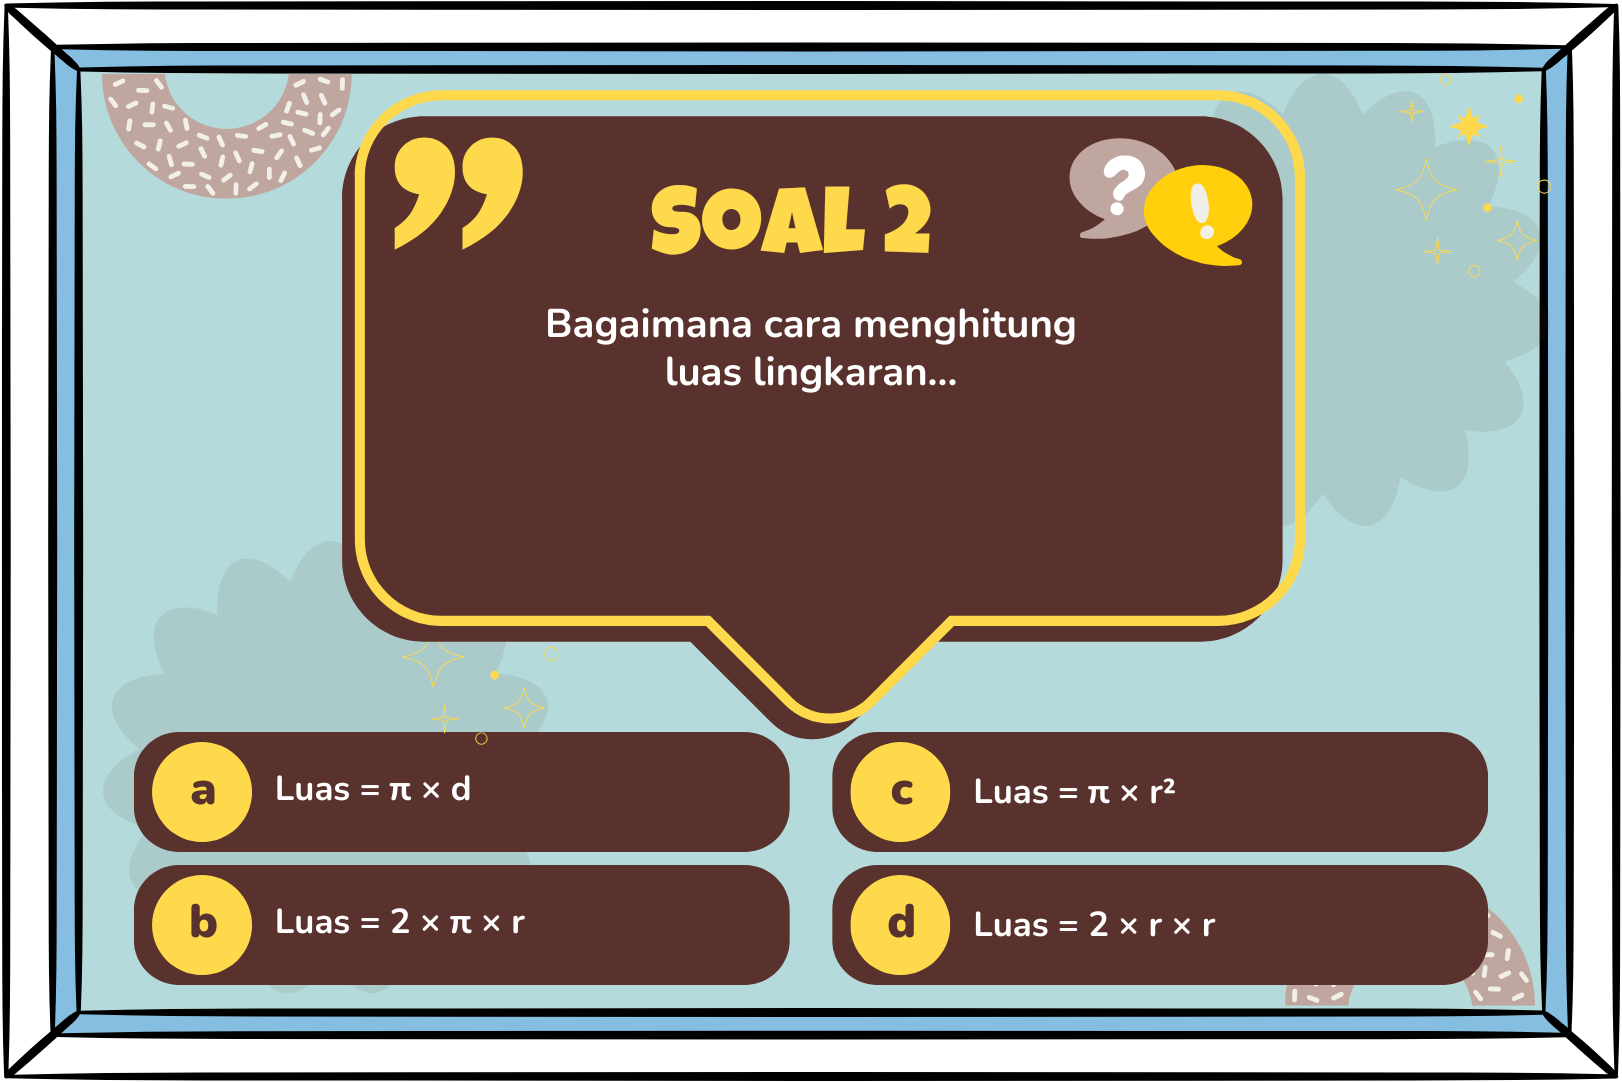 SOAL 2
Bagaimana cara menghitung
luas lingkaran...
a
Luas = π × d
b
Luas = 2 × π × r
c
Luas = π × r²
d
Luas = 2 × r × r